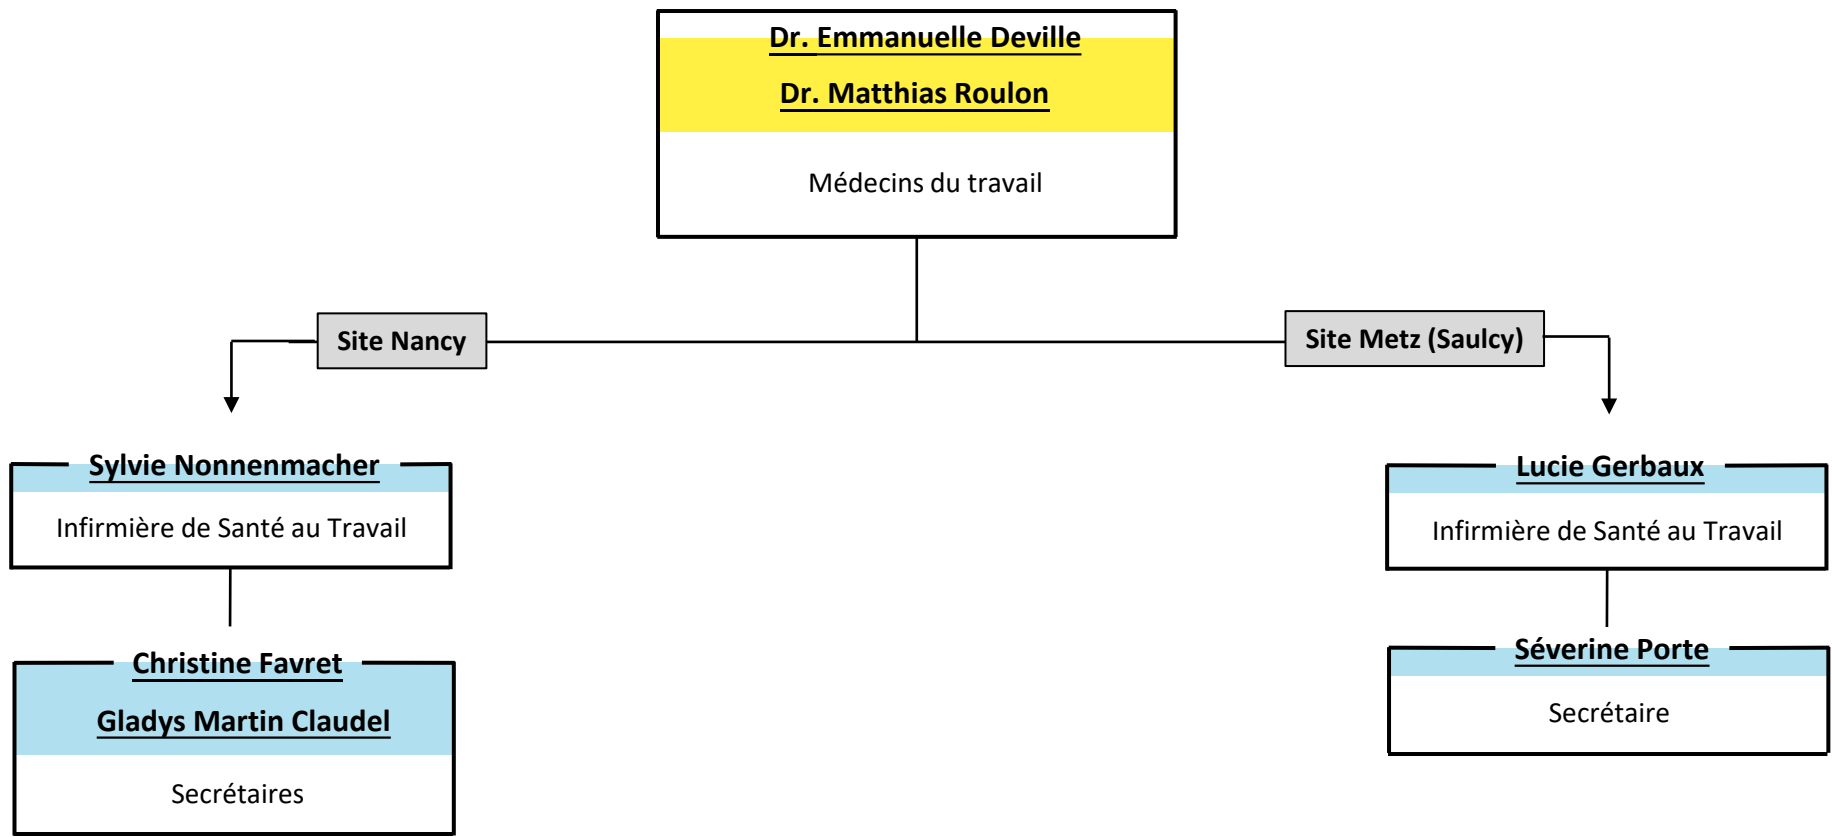 Dr. Emmanuelle Deville
Dr. Matthias Roulon
Médecins du travail
Site Nancy
Site Metz (Saulcy)
Sylvie Nonnenmacher
Infirmière de Santé au Travail
Lucie Gerbaux
Infirmière de Santé au Travail
Christine Favret
Gladys Martin Claudel
Secrétaires
Séverine Porte
Secrétaire